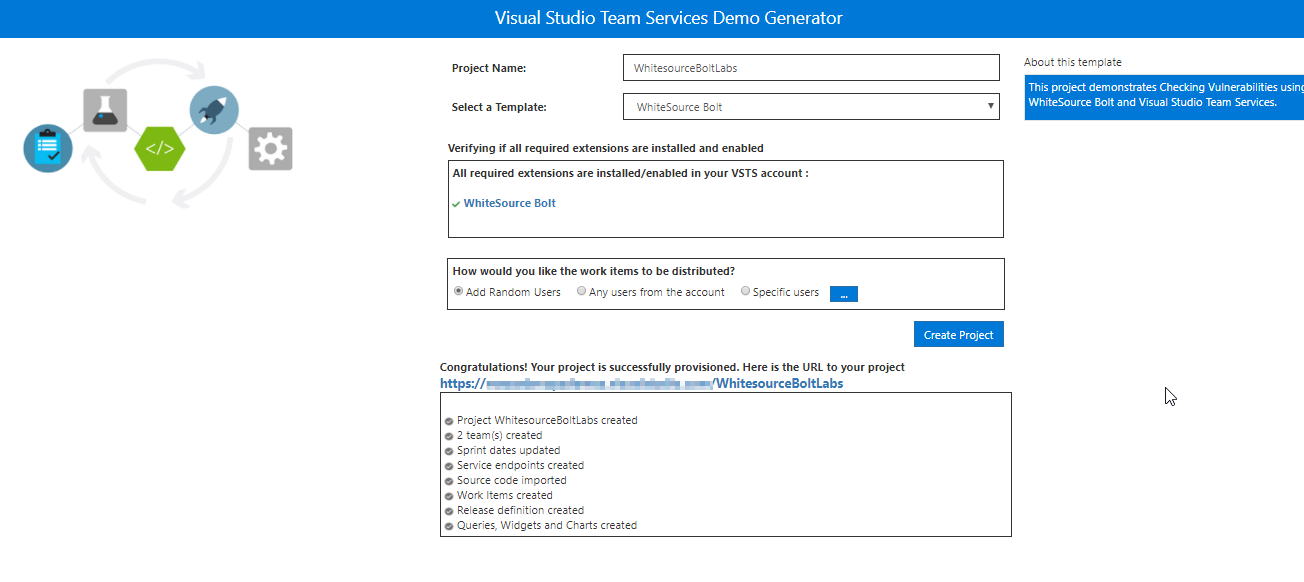 Visual Studio Team Services Demo Generator
Project Name:
WhitesourceBoltLabs
About this template
This project demonstrates Checking Vulnerabilities using
WhiteSource Bolt and Visual Studio Team Services.
Select a Template:
WhiteSource Bolt
</>
Verifying if all required extensions are installed and enabled
All required extensions are installed/enabled in your VSTS account :
WhiteSource Bolt
How would you like the work items to be distributed?
Add Random Users Any users from the account Specific users ...
Create Project
Congratulations! Your project is successfully provisioned. Here is the URL to your project
https:// /WhitesourceBoltLabs
Project WhitesourceBoltLabs created
2 team(s) created
Sprint dates updated
Service endpoints created
Source code imported
Work Items created
Release definition created
Queries, Widgets and Charts created